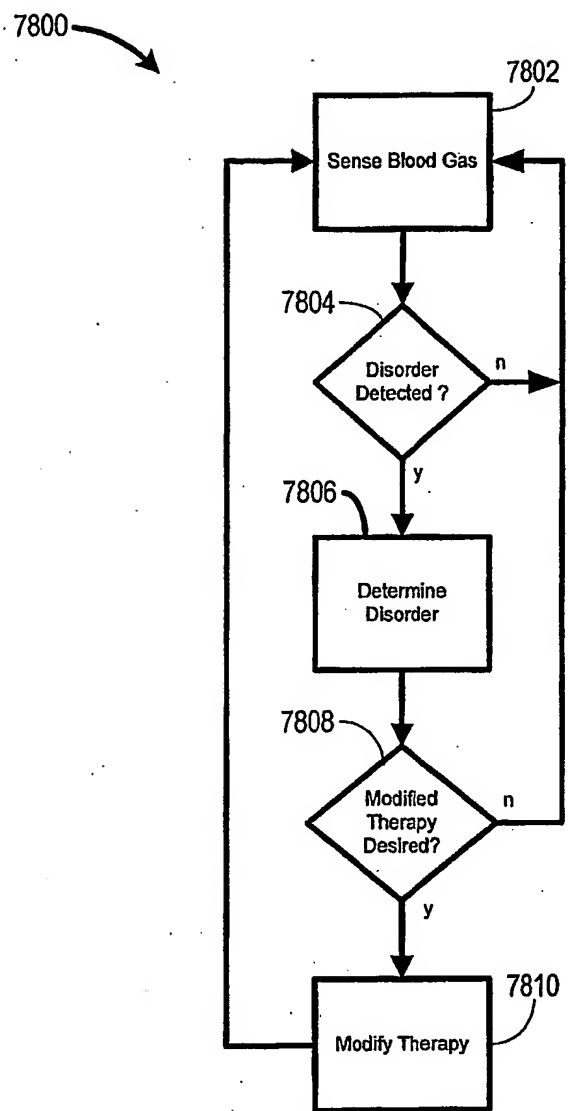 7800
7802
Sense Blood Gas
7804
Disorder
Detected ?
n
y
7806
Determine
Disorder
7808
Modified
Therapy
Desired?
n
y
7810
Modify Therapy